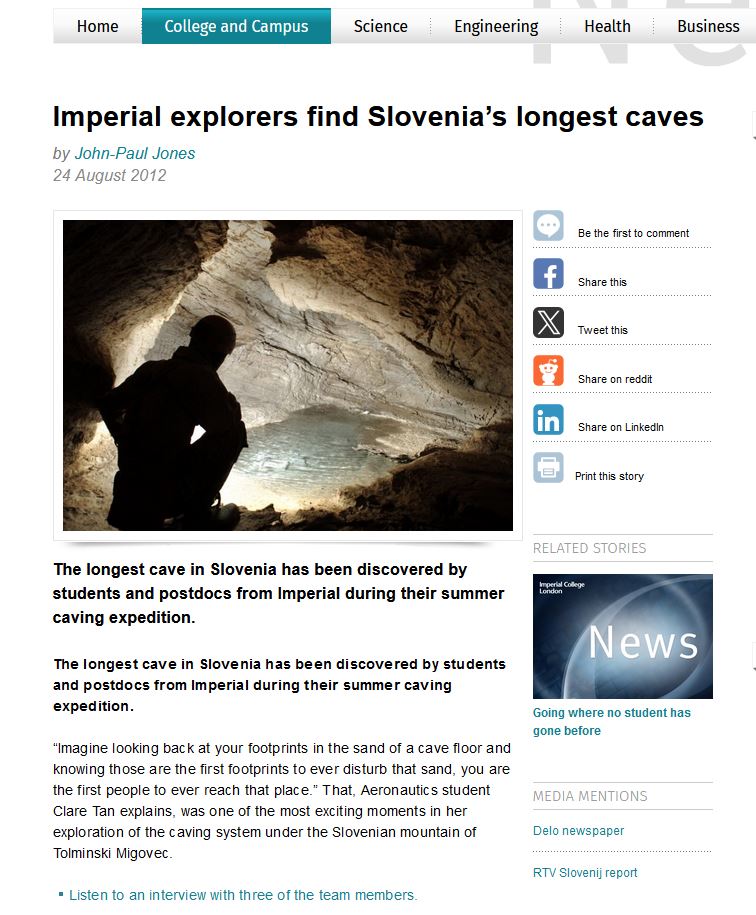 Home
College and Campus
Science
Engineering
Health
Business
Imperial explorers find Slovenia's longest caves
by John-Paul Jones
24 August 2012
Be the first to comment
Share this
Tweet this
Share on reddit
Share on LinkedIn
Print this story
The longest cave in Slovenia has been discovered by
students and postdocs from Imperial during their summer
caving expedition.
The longest cave in Slovenia has been discovered by students
and postdocs from Imperial during their summer caving
expedition.
“Imagine looking back at your footprints in the sand of a cave floor and
knowing those are the first footprints to ever disturb that sand, you are
the first people to ever reach that place.” That, Aeronautics student
Clare Tan explains, was one of the most exciting moments in her
exploration of the caving system under the Slovenian mountain of
Tolminski Migovec.
Listen to an interview with three of the team members.
RELATED STORIES
Imperial College
London
News
Going where no student has
gone before
MEDIA MENTIONS
Delo newspaper
RTV Slovenij report